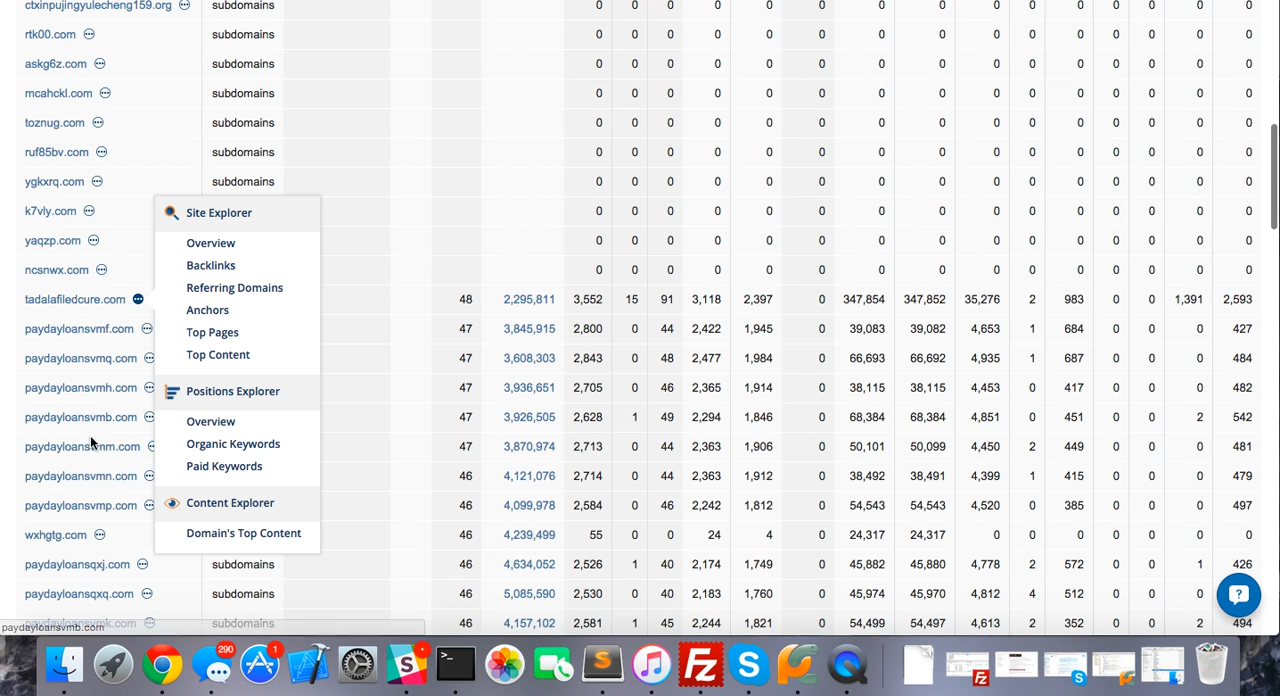 ctxinpujingyulecheng159.org subdomains 0 0 0 0 0 0 0 0 0 0 0 0 0 0 0
rtk00.com subdomains 0 0 0 0 0 0 0 0 0 0 0 0 0 0 0
askg6z.com subdomains 0 0 0 0 0 0 0 0 0 0 0 0 0 0 0
mcahckl.com subdomains 0 0 0 0 0 0 0 0 0 0 0 0 0 0 0
toznug.com subdomains 0 0 0 0 0 0 0 0 0 0 0 0 0 0 0
ruf85bv.com subdomains 0 0 0 0 0 0 0 0 0 0 0 0 0 0 0
ygkxrq.com subdomains 0 0 0 0 0 0 0 0 0 0 0 0 0 0 0
k7vly.com 0 0 0 0 0 0 0 0 0 0 0 0 0 0 0
yaqzp.com 0 0 0 0 0 0 0 0 0 0 0 0 0 0 0
ncsnwx.com 0 0 0 0 0 0 0 0 0 0 0 0 0 0 0
tadalafiledcure.com 48 2,295,811 3,552 15 91 3,118 2,397 0 347,854 347,852 35,276 2 983 0 0 1,391 2,593
paydayloansvmf.com 47 3,845,915 2,800 0 44 2,422 1,945 0 39,083 39,082 4,653 1 684 0 0 0 427
paydayloansvmq.com 47 3,608,303 2,843 0 48 2,477 1,984 0 66,693 66,692 4,935 1 687 0 0 0 484
paydayloansvmh.com 47 3,936,651 2,705 0 46 2,365 1,914 0 38,115 38,115 4,453 0 417 0 0 0 482
paydayloansvmb.com 47 3,926,505 2,628 1 49 2,294 1,846 0 68,384 68,384 4,851 0 451 0 0 2 542
paydayloansvmm.com 47 3,870,974 2,713 0 44 2,363 1,906 0 50,101 50,099 4,450 2 449 0 0 0 481
paydayloansvmn.com 46 4,121,076 2,714 0 44 2,363 1,912 0 38,492 38,491 4,399 1 415 0 0 0 479
paydayloansvmp.com 46 4,099,978 2,584 0 46 2,242 1,812 0 54,543 54,543 4,520 0 385 0 0 0 497
wxhgtg.com 46 4,239,499 55 0 0 24 4 0 24,317 24,317 0 0 0 0 0 0 0
paydayloansqxj.com subdomains 46 4,634,052 2,526 1 40 2,174 1,749 0 45,882 45,880 4,778 2 572 0 0 1 426
paydayloansqxq.com subdomains 46 5,085,590 2,530 0 40 2,183 1,760 0 45,974 45,970 4,812 4 512 0 0 0 492
paydayloansvmk.com subdomains 46 4,157,102 2,581 1 45 2,244 1,821 0 54,499 54,497 4,613 2 352 0 0 2 494
Site Explorer
Overview
Backlinks
Referring Domains
Anchors
Top Pages
Top Content
Positions Explorer
Overview
Organic Keywords
Paid Keywords
Content Explorer
Domain's Top Content
paydayloansvmb.com
290
1
S
>_
S
Fz
S
Fz
S